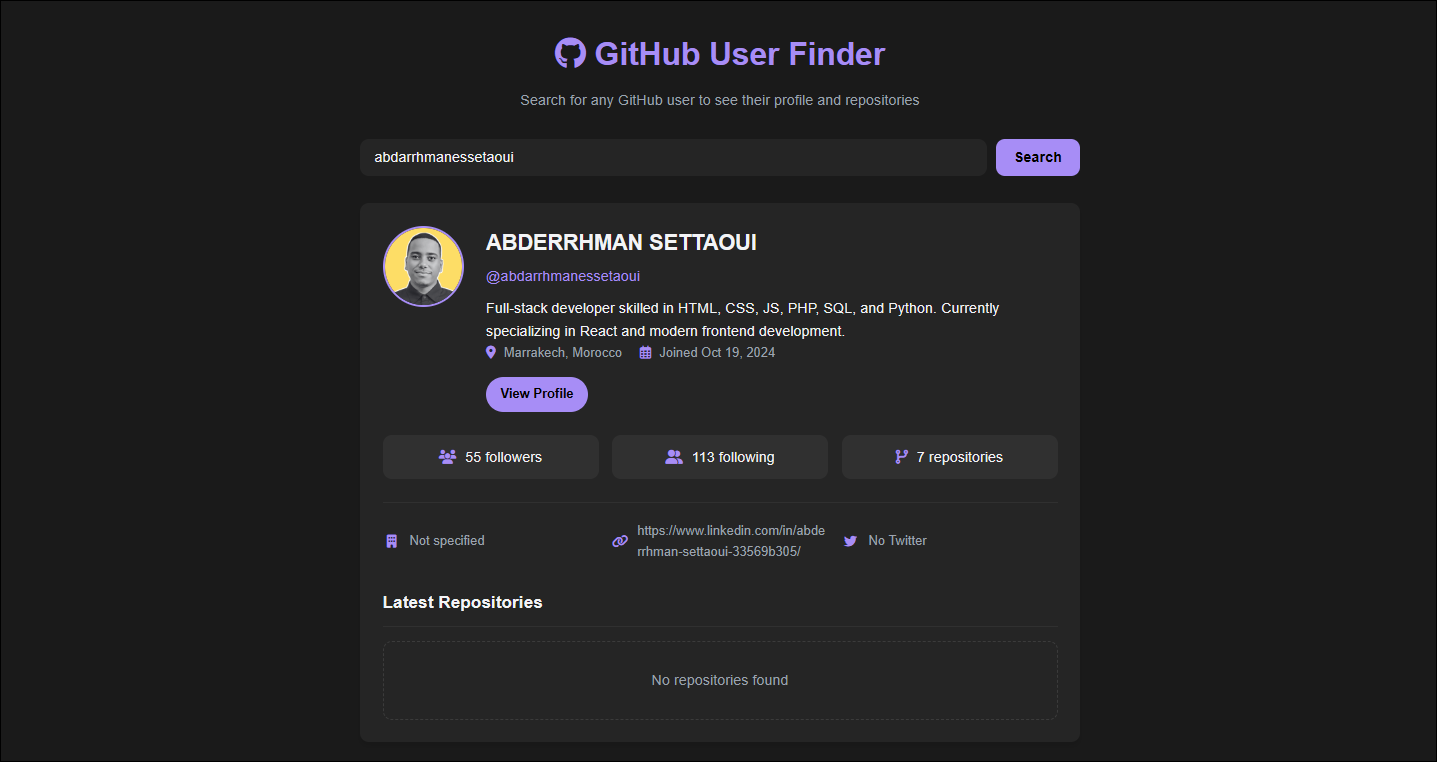 GitHub User Finder
Search for any GitHub user to see their profile and repositories
abdarrhmanessetaoui
Search
ABDERRHMAN SETTAOUI
@abdarrhmanessetaoui
Full-stack developer skilled in HTML, CSS, JS, PHP, SQL, and Python. Currently
specializing in React and modern frontend development.
Marrakech, Morocco Joined Oct 19, 2024
View Profile
55 followers
113 following
7 repositories
Not specified
https://www.linkedin.com/in/abde
rrhman-settaoui-33569b305/
No Twitter
Latest Repositories
No repositories found